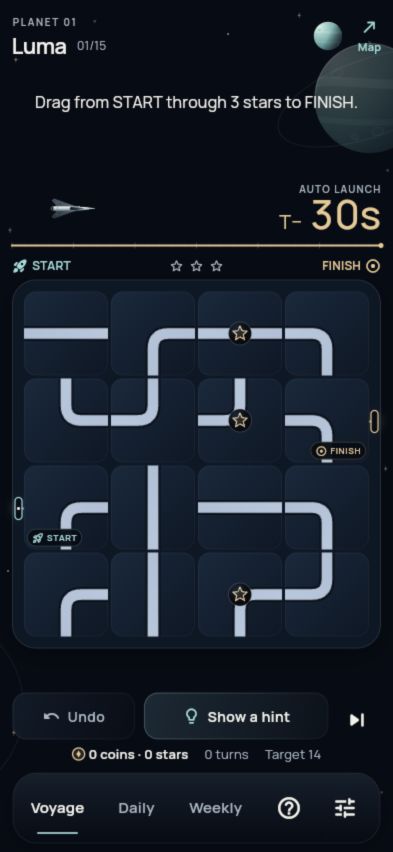 PLANET 01
Luma 01/15
Map
Drag from START through 3 stars to FINISH.
AUTO LAUNCH
T– 30s
START
FINISH
FINISH
START
Undo
Show a hint
0 coins · 0 stars 0 turns Target 14
Voyage Daily Weekly